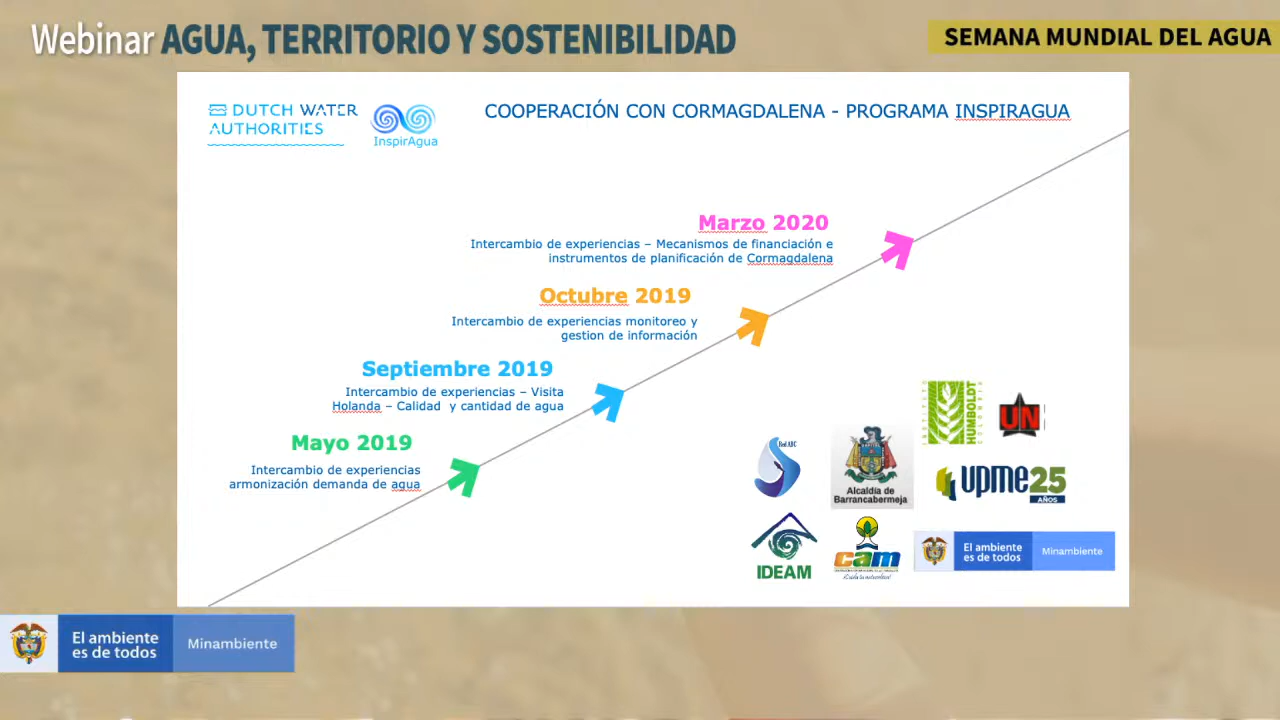 Webinar AGUA, TERRITORIO Y SOSTENIBILIDAD
SEMANA MUNDIAL DEL AGUA
DUTCH WATER
AUTHORITIES
InspirAgua
COOPERACIÓN CON CORMAGDALENA - PROGRAMA INSPIRAGUA
Marzo 2020
Intercambio de experiencias – Mecanismos de financiación e
instrumentos de planificación de Cormagdalena
Octubre 2019
Intercambio de experiencias monitoreo y
gestion de información
Septiembre 2019
Intercambio de experiencias – Visita
Holanda – Calidad y cantidad de agua
Mayo 2019
Intercambio de experiencias
armonización demanda de agua
INSTITUTO
HUMBOLDT
COLOMBIA
UN
Alcaldía de
Barrancabermeja
upme25
AÑOS
IDEAM
cam
El ambiente
es de todos
Minambiente
El ambiente
es de todos
Minambiente